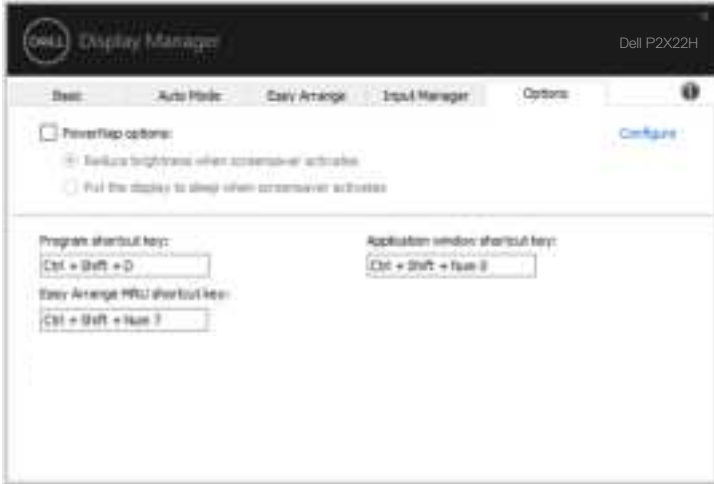 DELL Display Manager
Dell P2X22H
Basic Auto Mode Easy Arrange Input Manager Options
PowerNap options:
Configure
Reduce brightness when screensaver activates
Put the display to sleep when screensaver activates
Program shortcut key:
Application window shortcut key:
Ctrl + Shift + D
Ctrl + Shift + Num 0
Easy Arrange MRU shortcut key:
Ctrl + Shift + Num 7